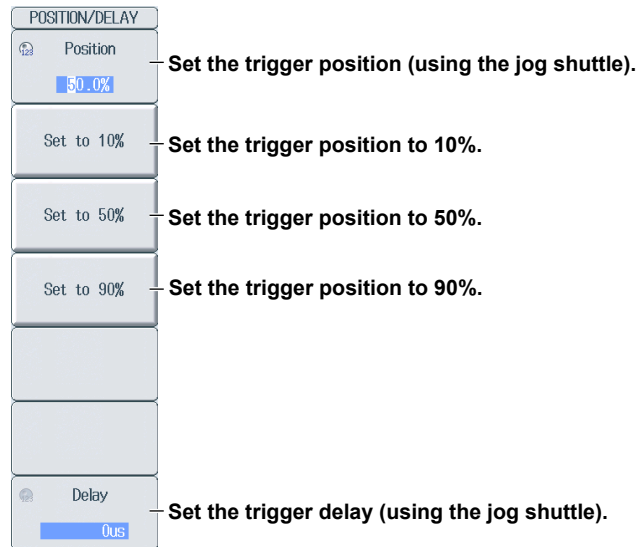 POSITION/DELAY
Position
50.0%
Set the trigger position (using the jog shuttle).
Set to 10%
Set the trigger position to 10%.
Set to 50%
Set the trigger position to 50%.
Set to 90%
Set the trigger position to 90%.
Delay
0us
Set the trigger delay (using the jog shuttle).